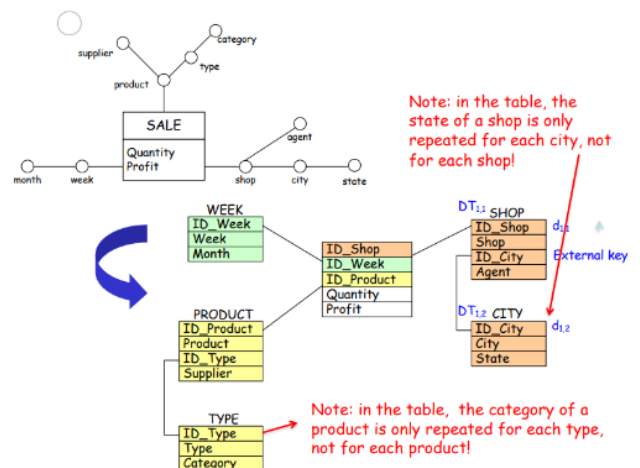 category
supplier
type
product
SALE
Quantity
Profit
agent
month
week
shop
city
state
Note: in the table, the
state of a shop is only
repeated for each city, not
for each shop!
WEEK
ID_Week
Week
Month
ID_Shop
ID_Week
ID_Product
Quantity
Profit
DT1,1
SHOP
ID_Shop
d1,1
Shop
ID_City
External key
Agent
PRODUCT
ID_Product
Product
ID_Type
Supplier
DT1,2
CITY
ID_City
d1,2
City
State
TYPE
ID_Type
Type
Category
Note: in the table, the category of a
product is only repeated for each type,
not for each product!